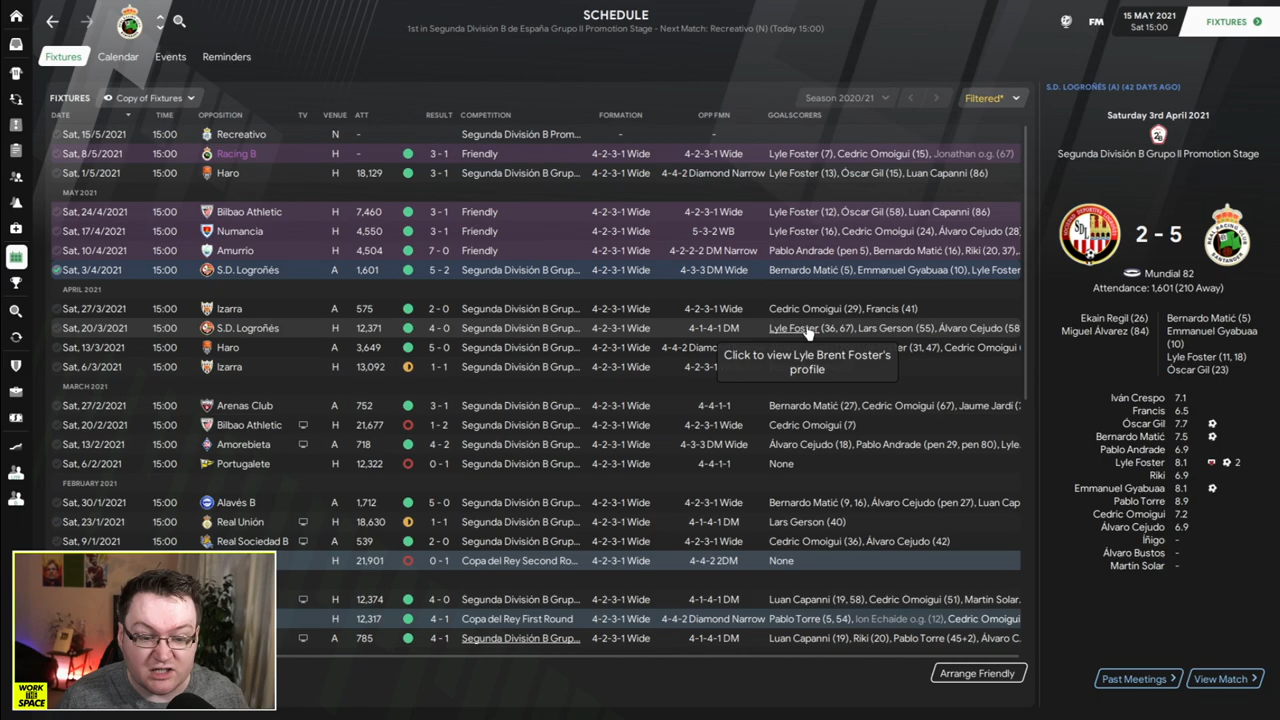 SCHEDULE
1st in Segunda División B de España Grupo II Promotion Stage - Next Match: Recreativo (N) (Today 15:00)
FM
15 MAY 2021
Sat 15:00
FIXTURES
Fixtures Calendar Events Reminders
FIXTURES Copy of Fixtures Season 2020/21 Filtered*
DATE TIME OPPOSITION TV VENUE ATT RESULT COMPETITION FORMATION OPP FMN GOALSCORERS
Sat, 15/5/2021 15:00 Recreativo N - Segunda División B Prom... - -
Sat, 8/5/2021 15:00 Racing B H - 3 - 1 Friendly 4-2-3-1 Wide 4-2-3-1 Wide Lyle Foster (7), Cedric Omoigui (15), Jonathan o.g. (67)
Sat, 1/5/2021 15:00 Haro H 18,129 3 - 1 Segunda División B Grup... 4-2-3-1 Wide 4-4-2 Diamond Narrow Lyle Foster (13), Óscar Gil (15), Luan Capanni (86)
MAY 2021
Sat, 24/4/2021 15:00 Bilbao Athletic H 7,460 3 - 1 Friendly 4-2-3-1 Wide 4-2-3-1 Wide Lyle Foster (12), Óscar Gil (58), Luan Capanni (86)
Sat, 17/4/2021 15:00 Numancia H 4,501 3 - 1 Friendly 4-2-3-1 Wide 5-3-2 WB Lyle Foster (16), Cedric Omoigui (24), Álvaro Cejudo (28)
Sat, 10/4/2021 15:00 Amurrio H 4,504 7 - 0 Friendly 4-2-3-1 Wide 4-2-2-2 DM Narrow Pablo Andrade (pen 5), Bernardo Matić (16), Riki (20, 37)
Sat, 3/4/2021 15:00 S.D. Logroñés A 1,601 5 - 2 Segunda División B Grup... 4-2-3-1 Wide 4-3-3 DM Wide Bernardo Matić (5), Emmanuel Gyabuaa (10), Lyle Foster
APRIL 2021
Sat, 27/3/2021 15:00 Izarra A 575 2 - 0 Segunda División B Grup... 4-2-3-1 Wide 4-2-3-1 Wide Cedric Omoigui (29), Francis (41)
Sat, 20/3/2021 15:00 S.D. Logroñés H 12,371 4 - 0 Segunda División B Grup... 4-2-3-1 Wide 4-1-4-1 DM Lyle Foster (36, 67), Lars Gerson (55), Álvaro Cejudo (58
Sat, 13/3/2021 15:00 Haro A 3,649 5 - 0 Segunda División B Grup... 4-2-3-1 Wide 4-4-2 Diam (31, 47), Cedric Omoigui
Sat, 6/3/2021 15:00 Izarra H 13,092 1 - 1 Segunda División B Grup... 4-2-3-1 Wide 4-2-3-1
Click to view Lyle Brent Foster's
profile
MARCH 2021
Sat, 27/2/2021 15:00 Arenas Club A 752 3 - 1 Segunda División B Grup... 4-2-3-1 Wide 4-4-1-1 Bernardo Matić (27), Cedric Omoigui (67), Jaume Jardí (7
Sat, 20/2/2021 15:00 Bilbao Athletic H 21,677 1 - 2 Segunda División B Grup... 4-2-3-1 Wide 4-2-3-1 Wide Cedric Omoigui (7)
Sat, 13/2/2021 15:00 Amorebieta A 718 4 - 2 Segunda División B Grup... 4-2-3-1 Wide 4-3-3 DM Wide Álvaro Cejudo (18), Pablo Andrade (pen 29, pen 80), Lyle
Sat, 6/2/2021 15:00 Portugalete H 12,322 0 - 1 Segunda División B Grup... 4-2-3-1 Wide 4-4-1-1 None
FEBRUARY 2021
Sat, 30/1/2021 15:00 Alavés B A 1,712 5 - 0 Segunda División B Grup... 4-2-3-1 Wide 4-2-3-1 Wide Bernardo Matić (9, 16), Álvaro Cejudo (pen 27), Luan Cap
Sat, 23/1/2021 15:00 Real Unión H 18,630 1 - 1 Segunda División B Grup... 4-2-3-1 Wide 4-1-4-1 DM Lars Gerson (40)
Sat, 9/1/2021 15:00 Real Sociedad B A 539 2 - 0 Segunda División B Grup... 4-2-3-1 Wide 4-2-3-1 Wide Cedric Omoigui (36), Álvaro Cejudo (42)
H 21,901 0 - 1 Copa del Rey Second Ro... 4-2-3-1 Wide 4-4-2 2DM None
H 12,374 4 - 0 Segunda División B Grup... 4-2-3-1 Wide 4-1-4-1 DM Luan Capanni (19, 58), Cedric Omoigui (51), Martín Solar
H 12,317 4 - 1 Copa del Rey First Round 4-2-3-1 Wide 4-4-2 Diamond Narrow Pablo Torre (5, 54), Ion Echaide o.g. (12), Cedric Omoigui
A 785 4 - 1 Segunda División B Grup... 4-2-3-1 Wide 4-1-4-1 DM Luan Capanni (19), Riki (20), Pablo Torre (45+2), Álvaro C
Arrange Friendly
S.D. LOGROÑÉS (A) (42 DAYS AGO)
Saturday 3rd April 2021
Segunda División B Grupo II Promotion Stage
2 - 5
Mundial 82
Attendance: 1,601 (210 Away)
Ekain Regil (26)
Miguel Álvarez (84)
Bernardo Matić (5)
Emmanuel Gyabuaa
(10)
Lyle Foster (11, 18)
Óscar Gil (23)
Iván Crespo 7.1
Francis 6.5
Óscar Gil 7.7
Bernardo Matić 7.5
Pablo Andrade 6.9
Lyle Foster 8.1 2
Riki 6.9
Emmanuel Gyabuaa 8.1
Pablo Torre 8.9
Cedric Omoigui 7.2
Álvaro Cejudo 6.9
Íñigo -
Álvaro Bustos -
Martín Solar -
Past Meetings View Match
WORK
THE
SPACE